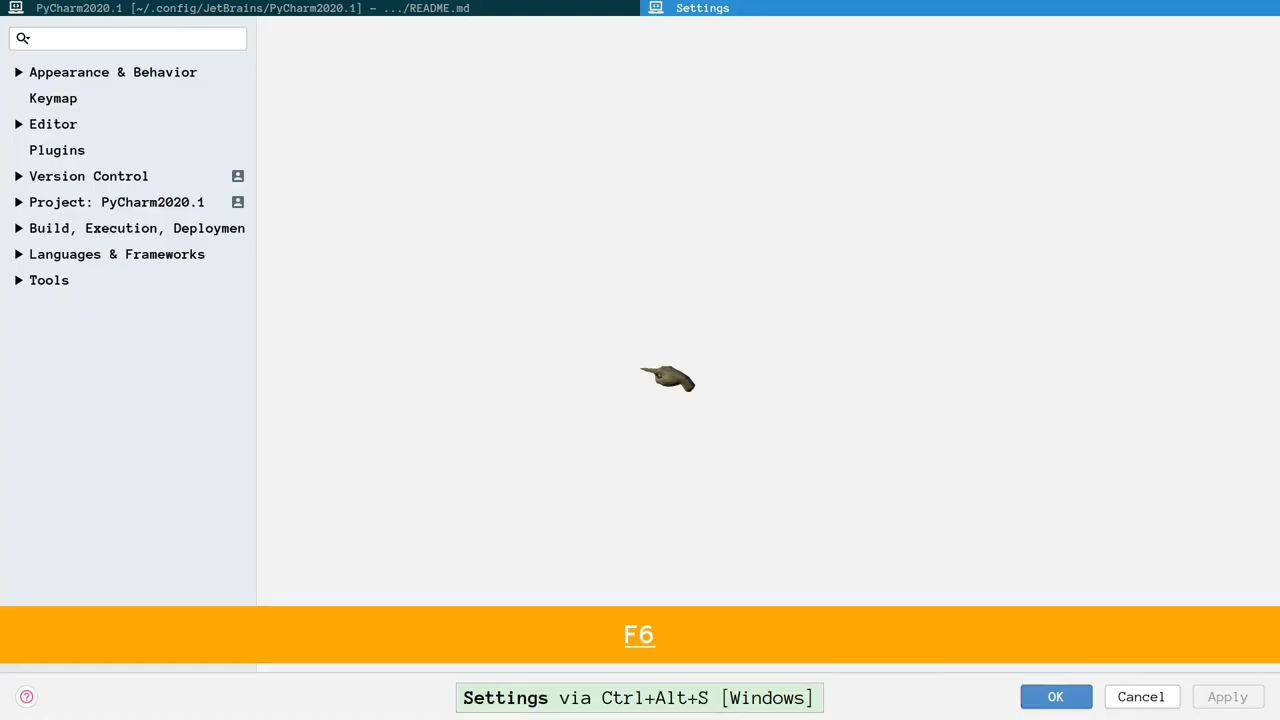 PyCharm2020.1 [~/.config/JetBrains/PyCharm2020.1] – .../README.md
Settings
Appearance & Behavior
Keymap
Editor
Plugins
Version Control
Project: PyCharm2020.1
Build, Execution, Deploymen
Languages & Frameworks
Tools
F6
?
Settings via Ctrl+Alt+S [Windows]
OK
Cancel
Apply